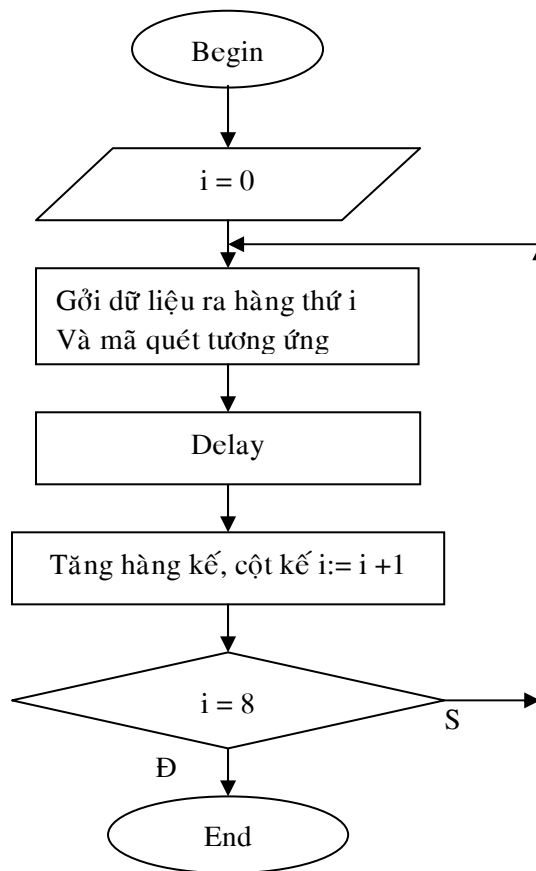 Begin
i = 0
Gởi dữ liệu ra hàng thứ i
Và mã quét tương ứng
Delay
Tăng hàng kế, cột kế i:= i +1
i = 8
S
Đ
End